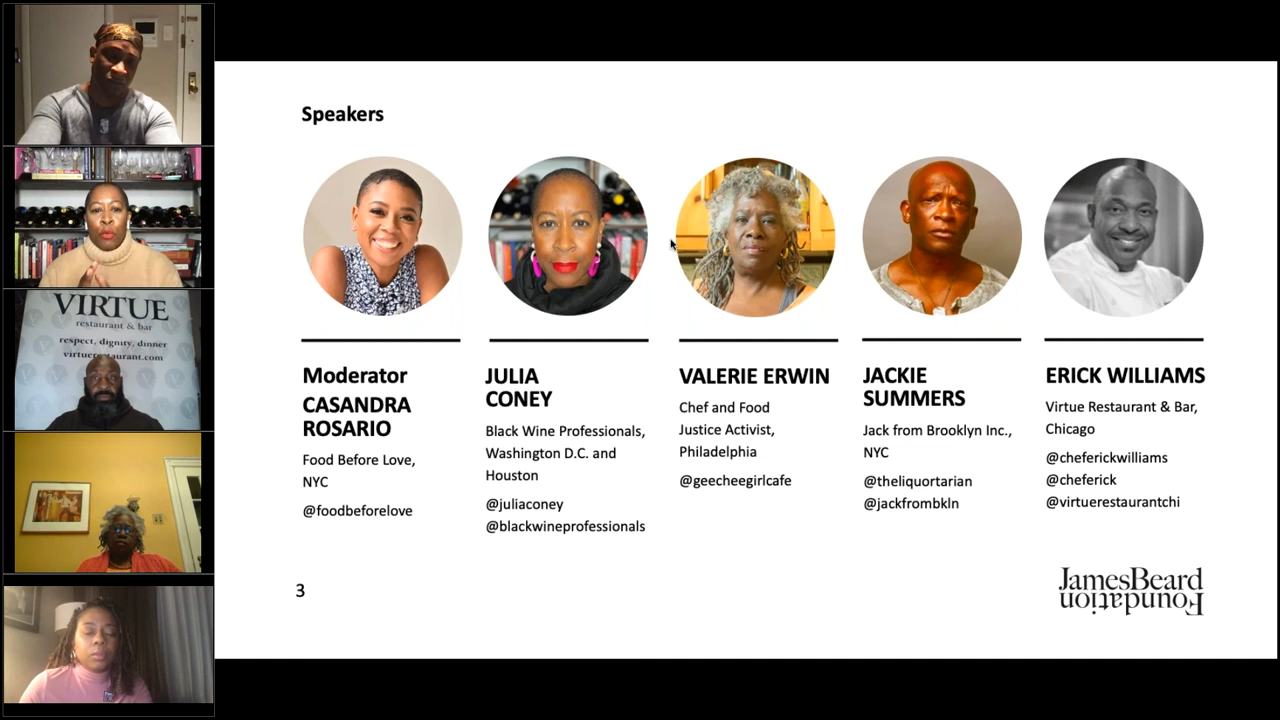 VIRTUE
restaurant & bar
respect, dignity, dinner
virtuerestaurant.com
Speakers
Moderator
CASANDRA
ROSARIO
Food Before Love,
NYC
@foodbeforelove
JULIA
CONEY
Black Wine Professionals,
Washington D.C. and
Houston
@juliaconey
@blackwineprofessionals
VALERIE ERWIN
Chef and Food
Justice Activist,
Philadelphia
@geecheegirlcafe
JACKIE
SUMMERS
Jack from Brooklyn Inc.,
NYC
@theliquortarian
@jackfrombkln
ERICK WILLIAMS
Virtue Restaurant & Bar,
Chicago
@cheferickwilliams
@cheferick
@virtuerestaurantchi
3
JamesBeard
Foundation